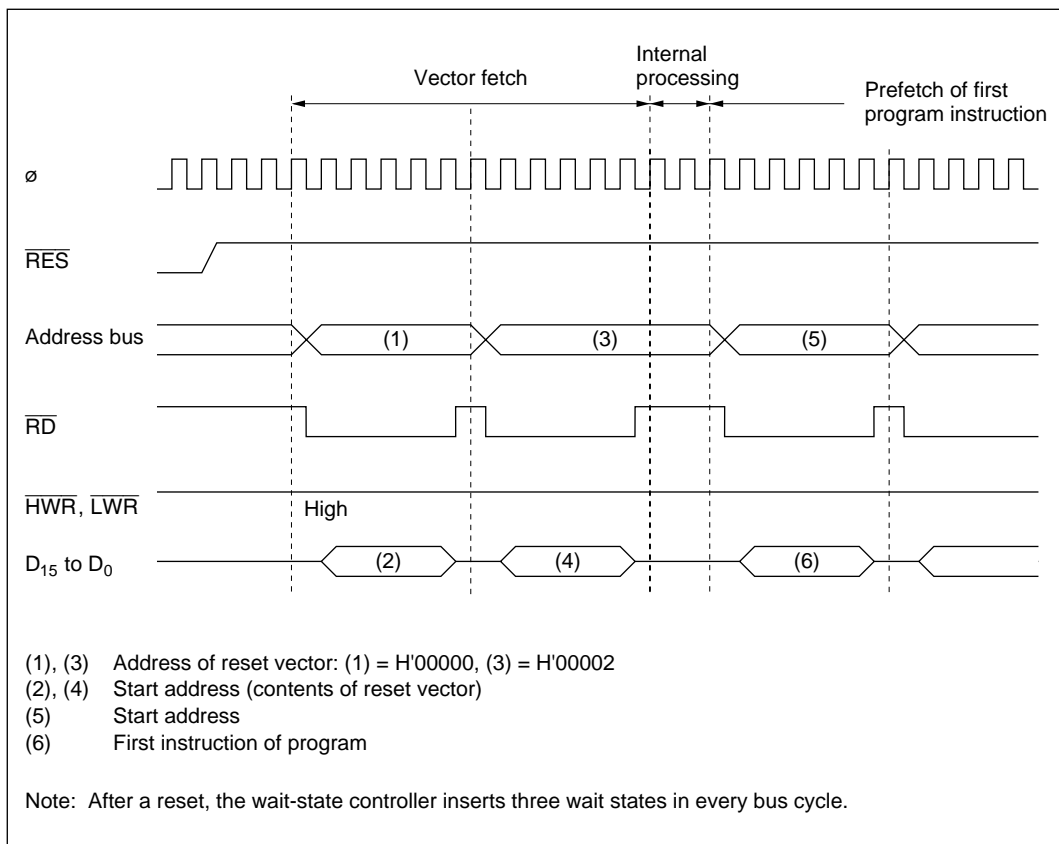 Vector fetch
Internal
processing
Prefetch of first
program instruction
ø
RES
Address bus
(1)
(3)
(5)
RD
HWR, LWR
High
D15 to D0
(2)
(4)
(6)
(1), (3) Address of reset vector: (1) = H'00000, (3) = H'00002
(2), (4) Start address (contents of reset vector)
(5) Start address
(6) First instruction of program
Note: After a reset, the wait-state controller inserts three wait states in every bus cycle.